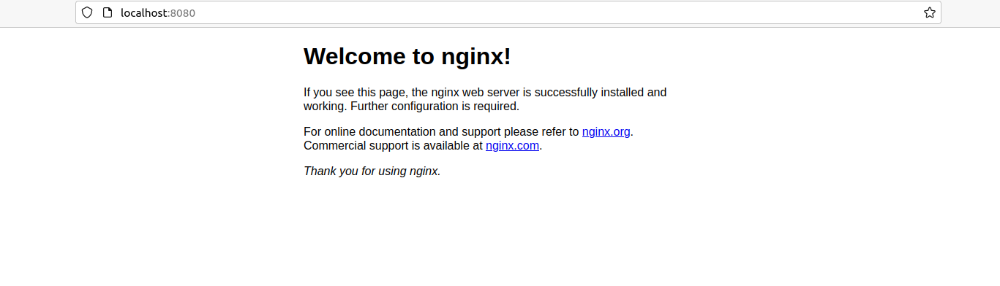 localhost:8080
Welcome to nginx!
If you see this page, the nginx web server is successfully installed and
working. Further configuration is required.
For online documentation and support please refer to nginx.org.
Commercial support is available at nginx.com.
Thank you for using nginx.